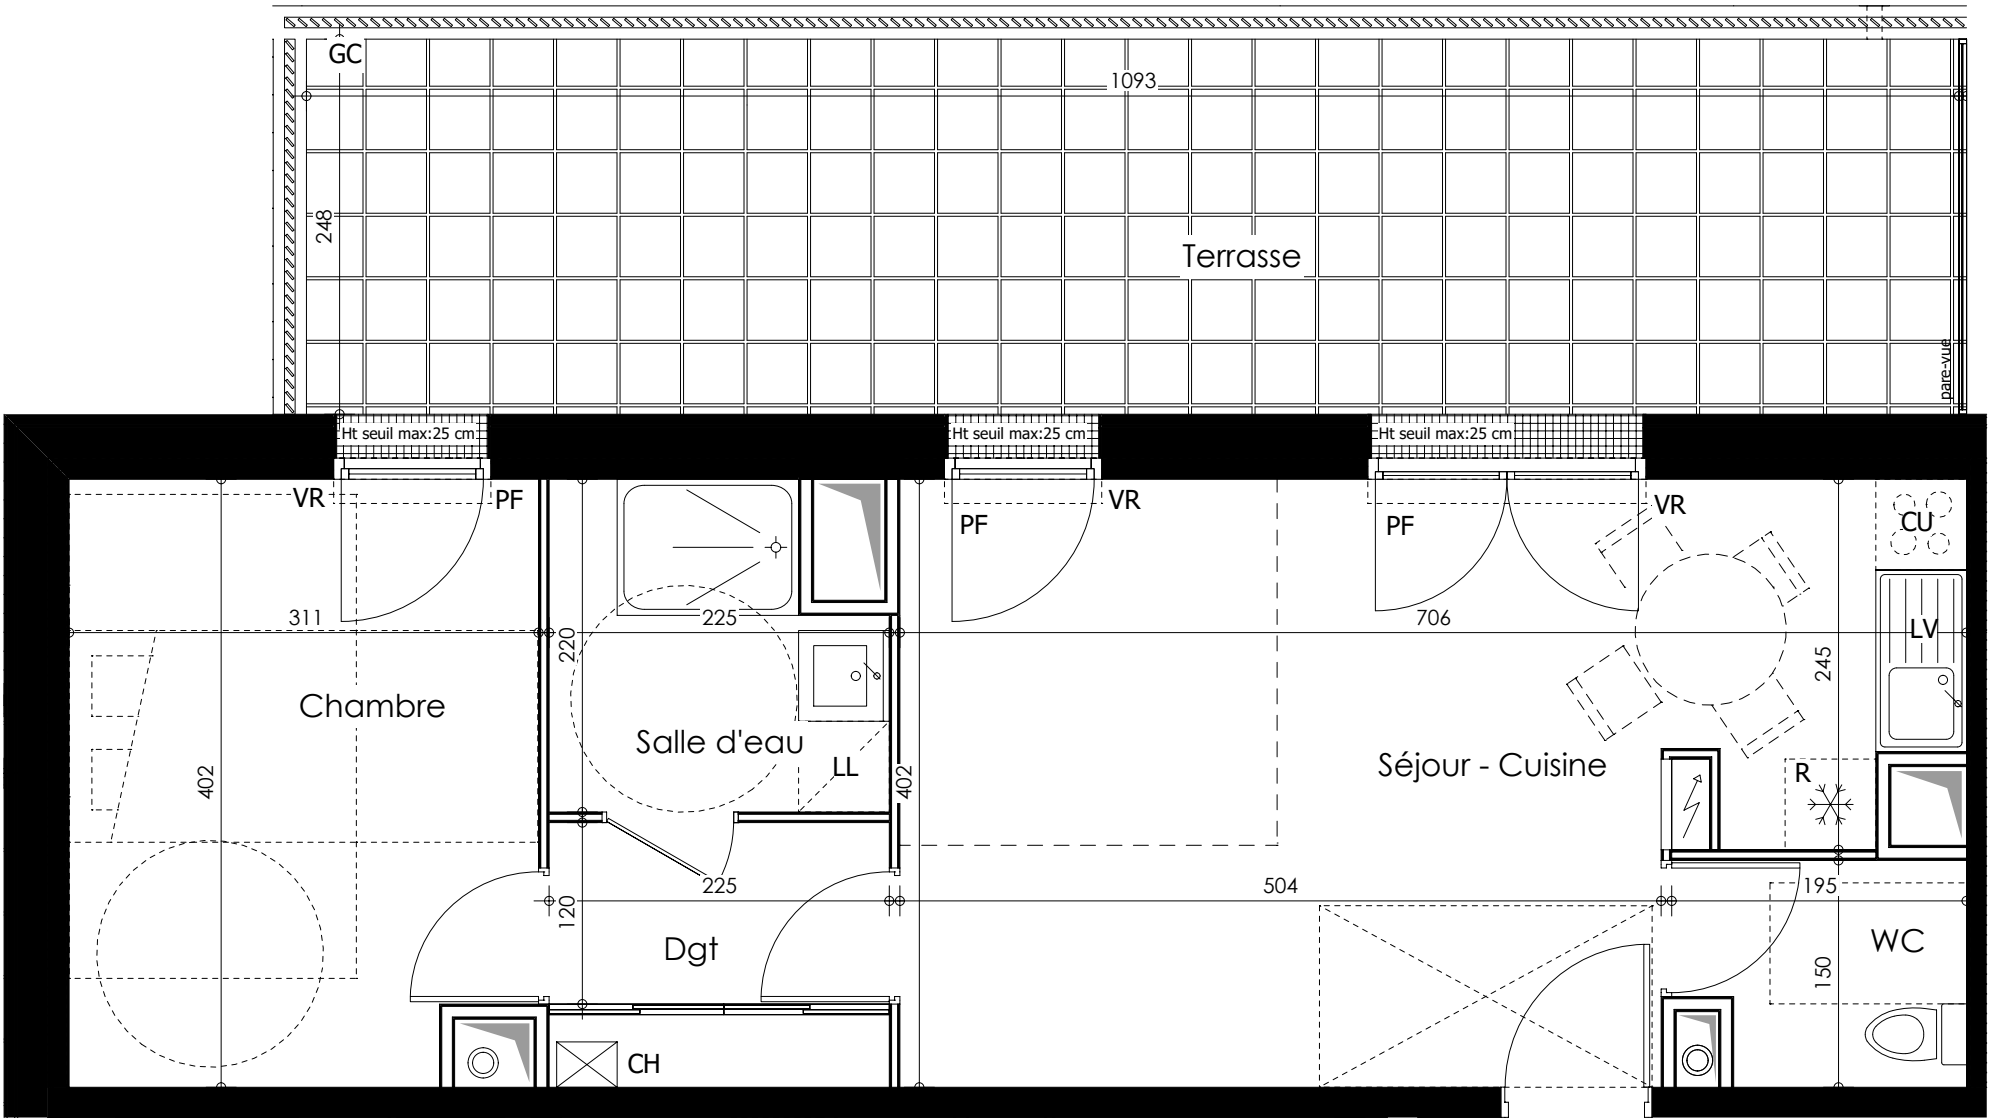 GC
1093
248
Terrasse
pare-vue
Ht seuil max:25 cm
Ht seuil max:25 cm
Ht seuil max:25 cm
VR
PF
PF
VR
PF
VR
CU
311
225
706
220
LV
245
Chambre
Salle d'eau
LL
Séjour - Cuisine
R
402
402
225
504
195
120
Dgt
WC
150
CH